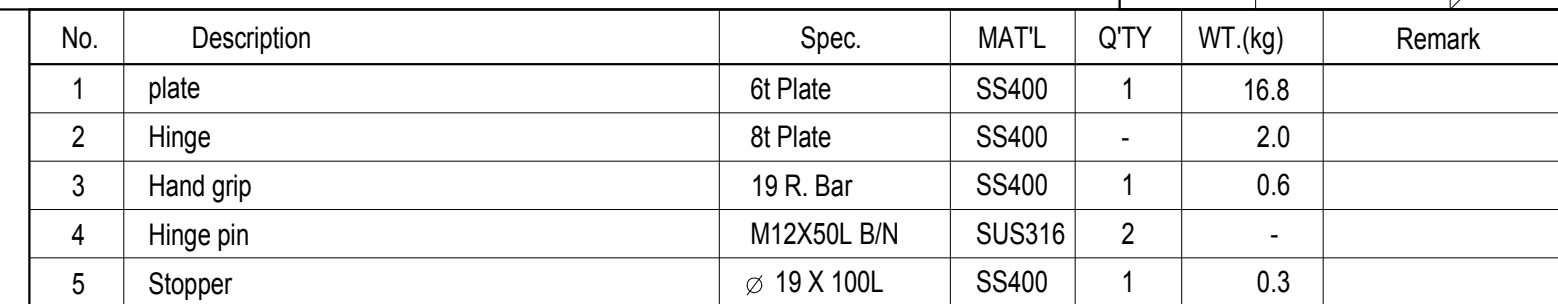 No. Description Spec. MAT'L Q'TY WT.(kg) Remark
1 plate 6t Plate SS400 1 16.8
2 Hinge 8t Plate SS400 - 2.0
3 Hand grip 19 R. Bar SS400 1 0.6
4 Hinge pin M12X50L B/N SUS316 2 -
5 Stopper ∅ 19 X 100L SS400 1 0.3